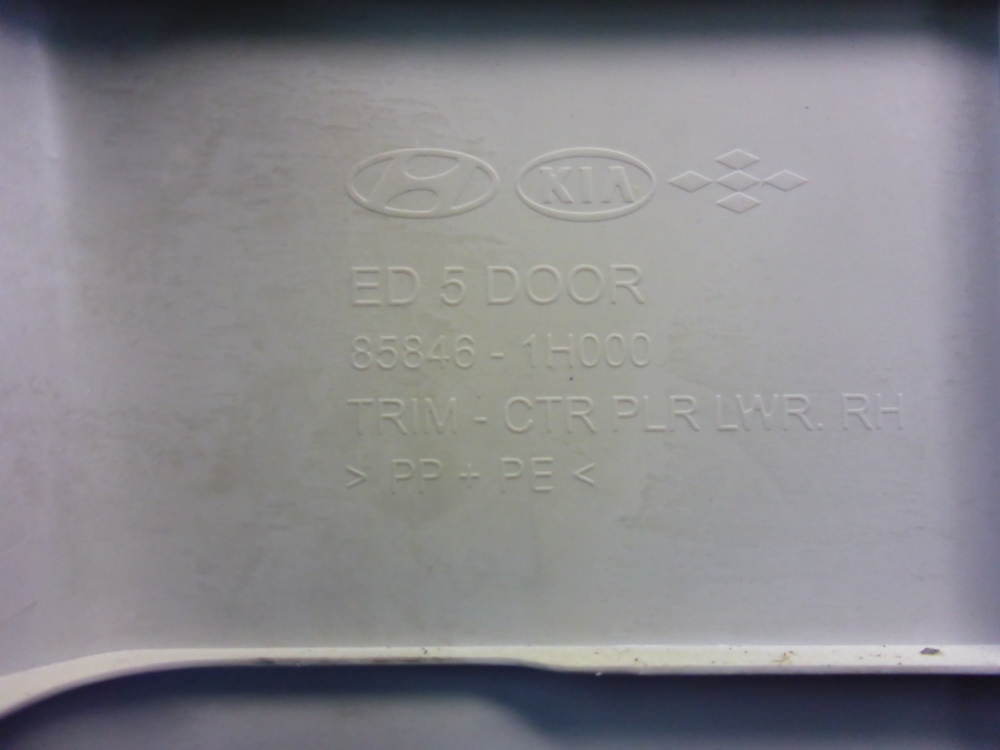 KIA
ED 5 DOOR
85846 - 1H000
TRIM - CTR PLR LWR. RH
> PP + PE <